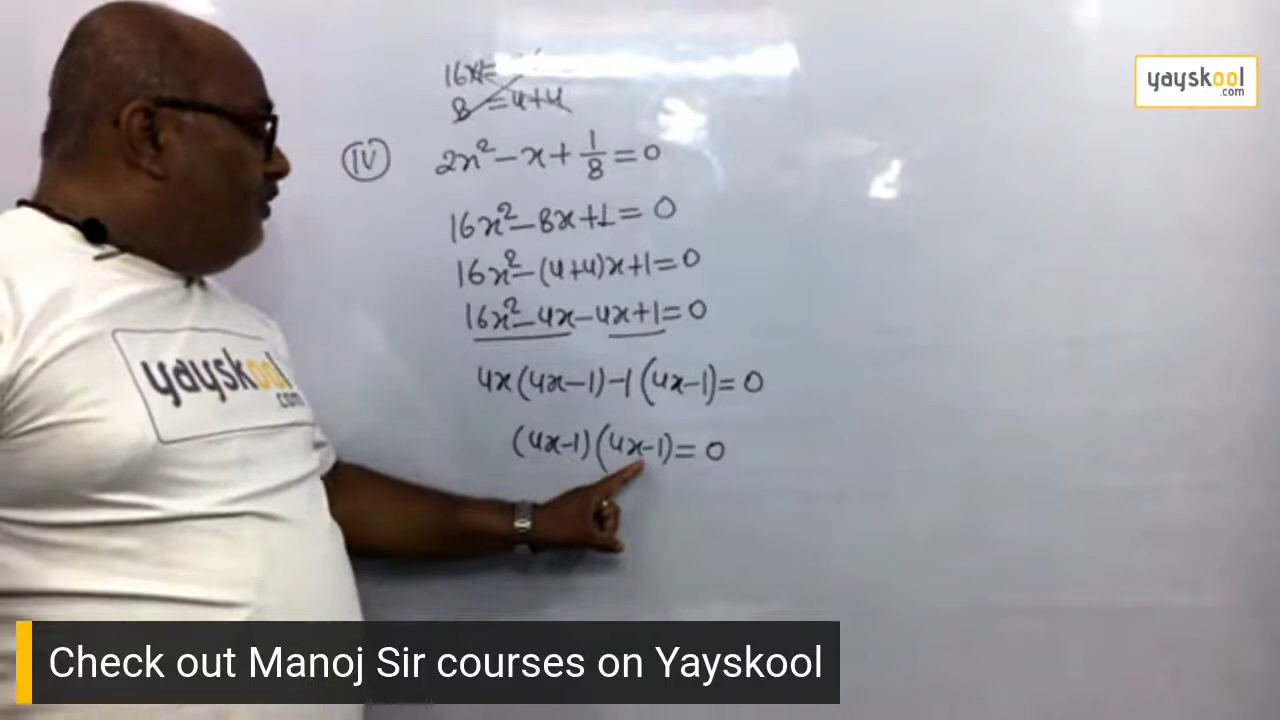 16x1=
8 = 4+4
(IV) 2x² - x + 1/8 = 0
16x² - 8x + 1 = 0
16x² - (4+4)x + 1 = 0
16x² - 4x - 4x + 1 = 0
4x(4x-1) - 1(4x-1) = 0
(4x-1)(4x-1) = 0
yayskool
.com
yayskool
.com
Check out Manoj Sir courses on Yayskool